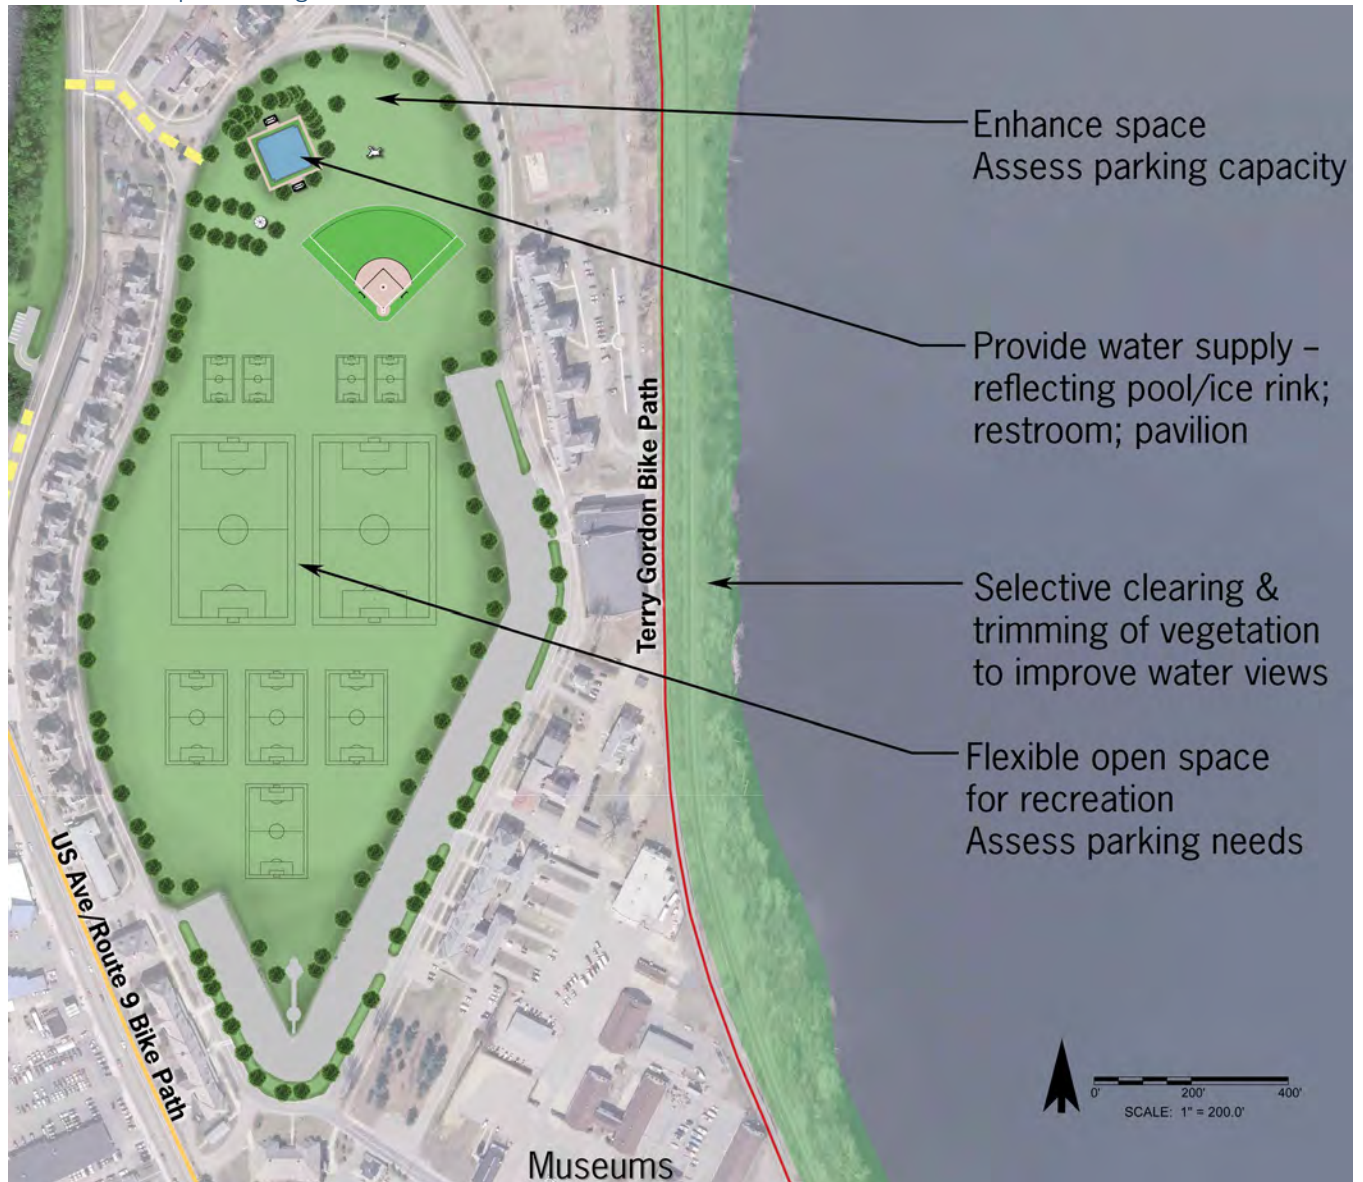 Enhance space
Assess parking capacity
Provide water supply –
reflecting pool/ice rink;
restroom; pavilion
Terry Gordon Bike Path
Selective clearing &
trimming of vegetation
to improve water views
Flexible open space
for recreation
Assess parking needs
US Ave/Route 9 Bike Path
0' 200' 400'
SCALE: 1" = 200.0'
Museums